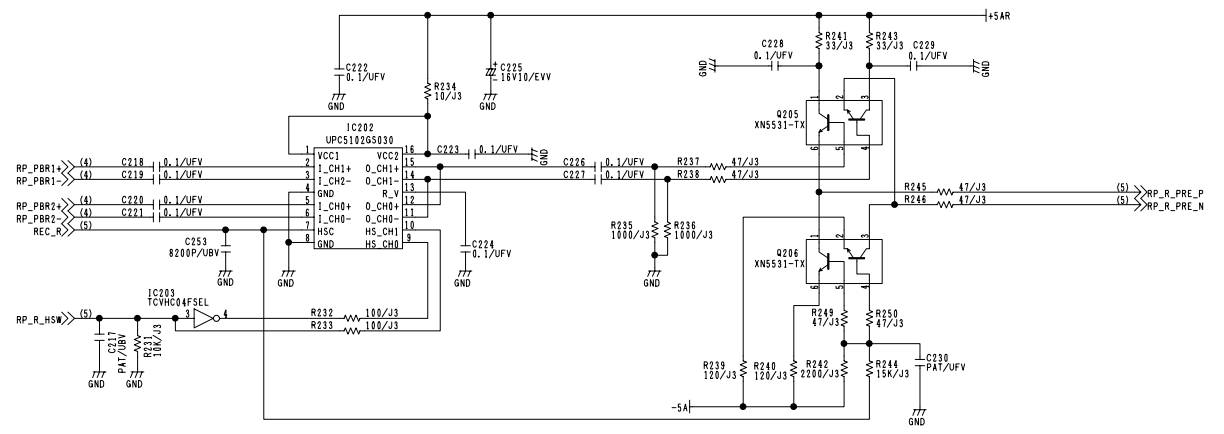 +5AR
R241
33/J3
R243
33/J3
C228
0.1/UFV
C229
0.1/UFV
GND
GND
C222
0.1/UFV
GND
R234
10/J3
+
-
C225
16V10/EVV
GND
1
2
3
Q205
XN5531-TX
6
5
4
IC202
UPC5102GS030
1
VCC1
VCC2
16
C223
0.1/UFV
GND
RP_PBR1+
(4)
C218
0.1/UFV
2
I_CH1+
O_CH1+
15
C226
0.1/UFV
R237
47/J3
RP_PBR1-
(4)
C219
0.1/UFV
3
I_CH2-
O_CH1-
14
C227
0.1/UFV
R238
47/J3
4
GND
R_V
13
RP_PBR2+
(4)
C220
0.1/UFV
5
I_CH0+
O_CH0+
12
RP_PBR2-
(4)
C221
0.1/UFV
6
I_CH0-
O_CH0-
11
REC_R
(5)
7
HSC
HS_CH1
10
8
GND
HS_CH0
9
R245
47/J3
(5)
RP_R_PRE_P
R246
47/J3
(5)
RP_R_PRE_N
C253
8200P/UBV
GND
GND
C224
0.1/UFV
GND
R235
1000/J3
R236
1000/J3
GND
1
2
3
Q206
XN5531-TX
6
5
4
RP_R_HSW
(5)
IC203
TCVHC04FSEL
3
4
R232
100/J3
R233
100/J3
C217
PAT/UBV
R231
10K/J3
GND
GND
R249
47/J3
R250
47/J3
R239
120/J3
R240
120/J3
R242
2200/J3
R244
15K/J3
C230
PAT/UFV
GND
-5A